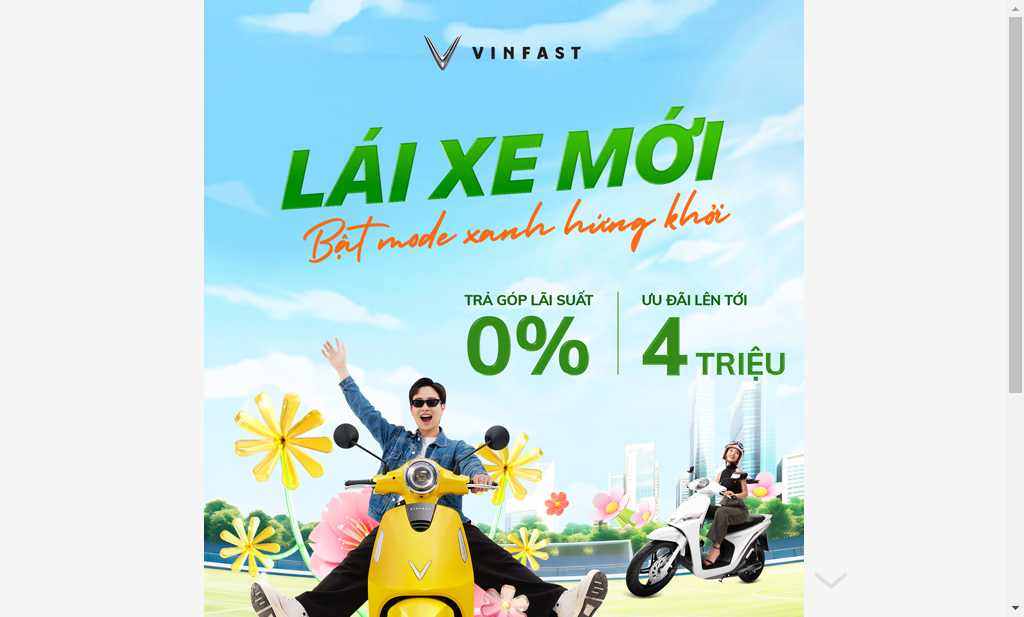 VINFAST
LÁI XE MỚI
Bật mode xanh hứng khởi
TRẢ GÓP LÃI SUẤT
0%
ƯU ĐÃI LÊN TỚI
4 TRIỆU